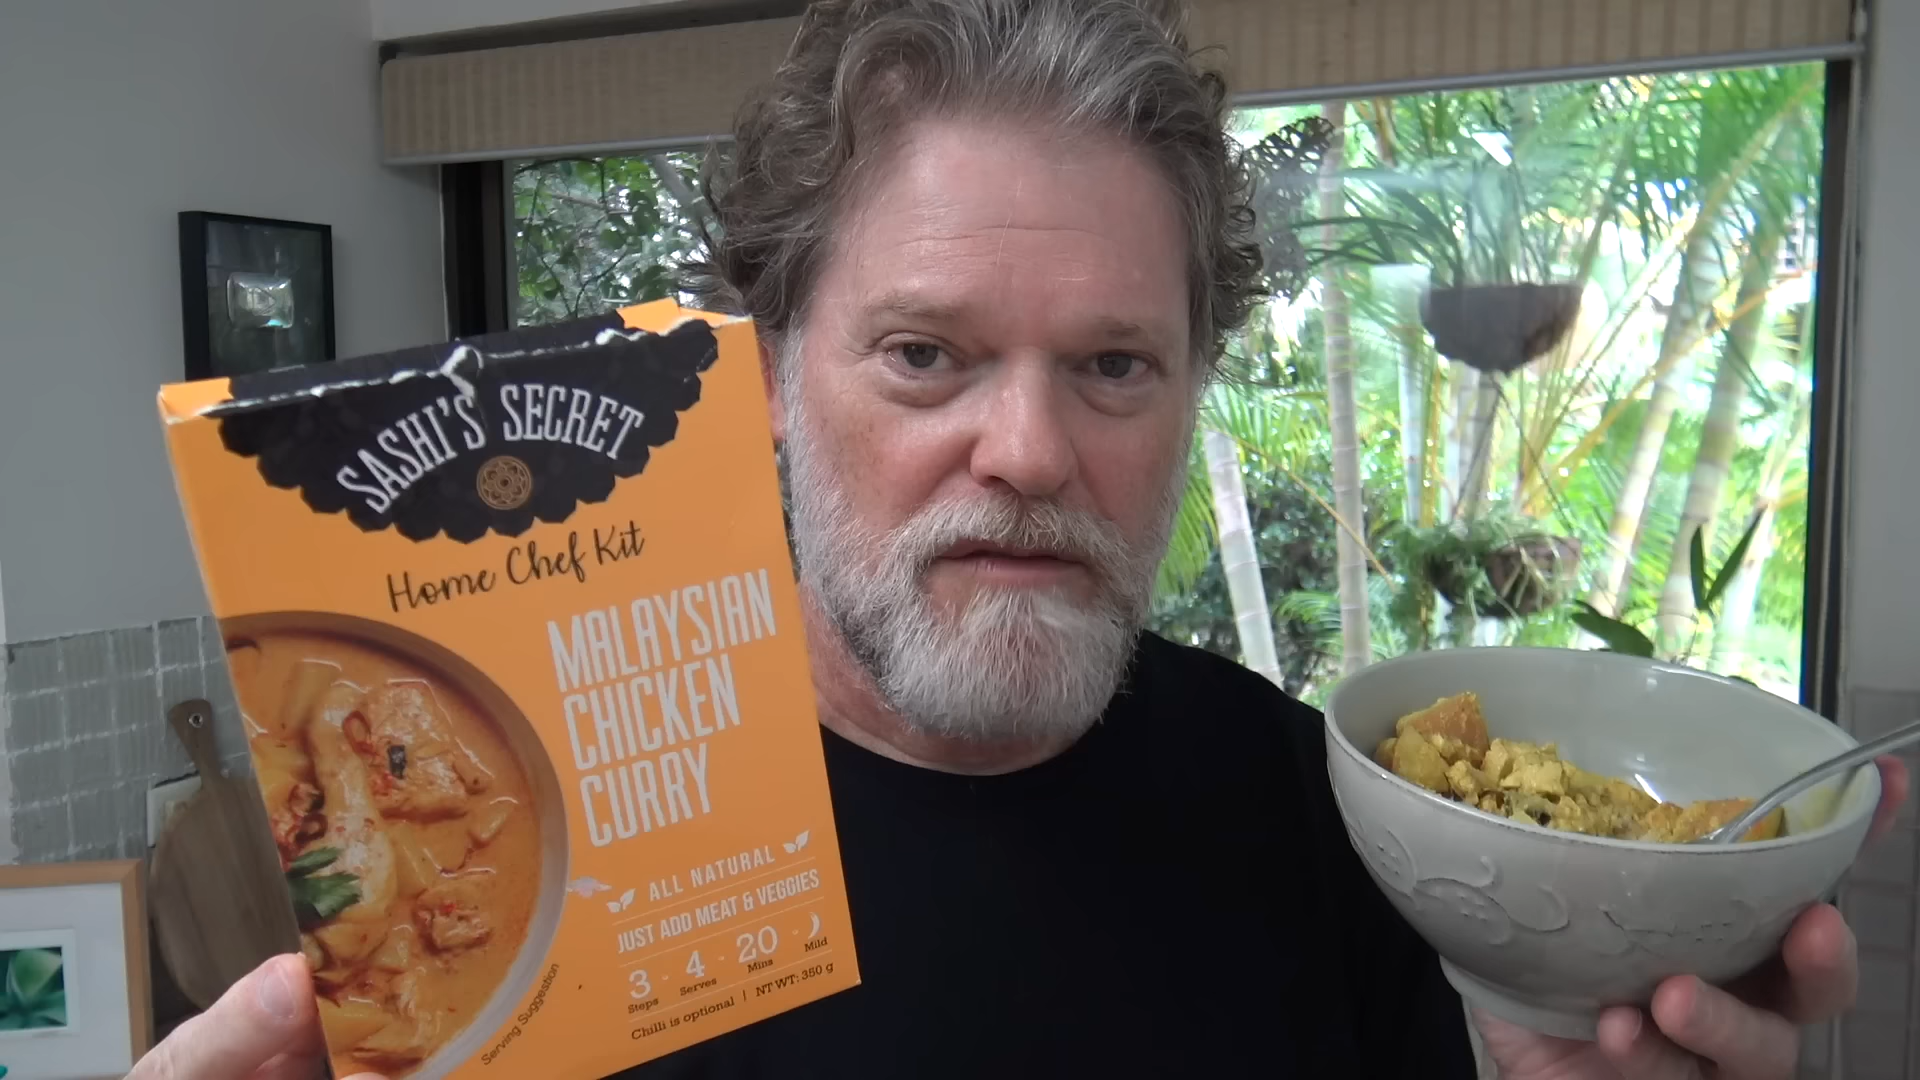 SASHI'S SECRET
Home Chef Kit
MALAYSIAN
CHICKEN
CURRY
ALL NATURAL
JUST ADD MEAT & VEGGIES
3 Steps - 4 Serves - 20 Mins - Mild
Chilli is optional | NT WT: 350 g
Serving Suggestion